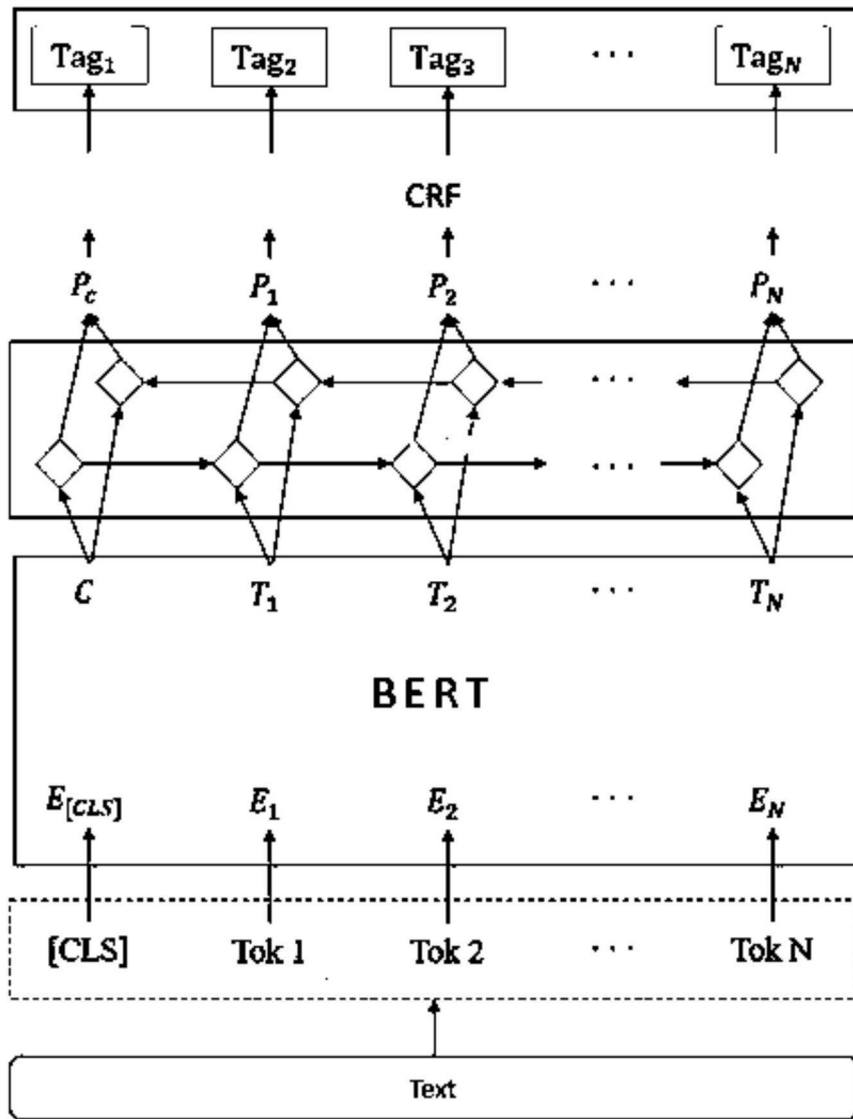 Tag₁ Tag₂ Tag₃ ... Tag_N
CRF
P_c P₁ P₂ ... P_N
...
...
C T₁ T₂ ... T_N
BERT
E_[CLS] E₁ E₂ ... E_N
[CLS] Tok 1 Tok 2 ... Tok N
Text